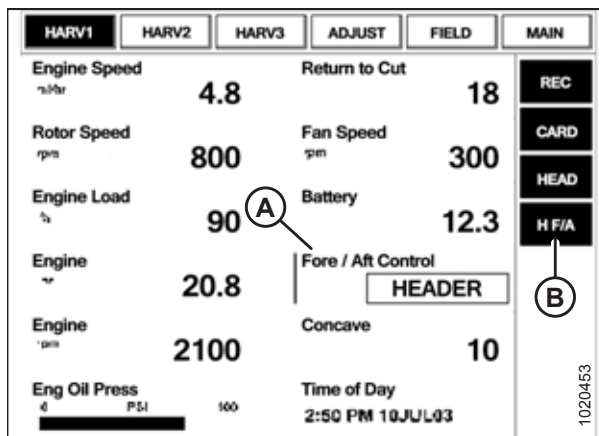 HARV1 HARV2 HARV3 ADJUST FIELD MAIN
Engine Speed
4.8
Return to Cut
18
REC
Rotor Speed
rpm
800
Fan Speed
rpm
300
CARD
HEAD
Engine Load
90
A
Battery
12.3
H F/A
Engine
20.8
Fore / Aft Control
HEADER
B
Engine
rpm
2100
Concave
10
Eng Oil Press
0 PSI 100
Time of Day
2:50 PM 10JUL03
1020453